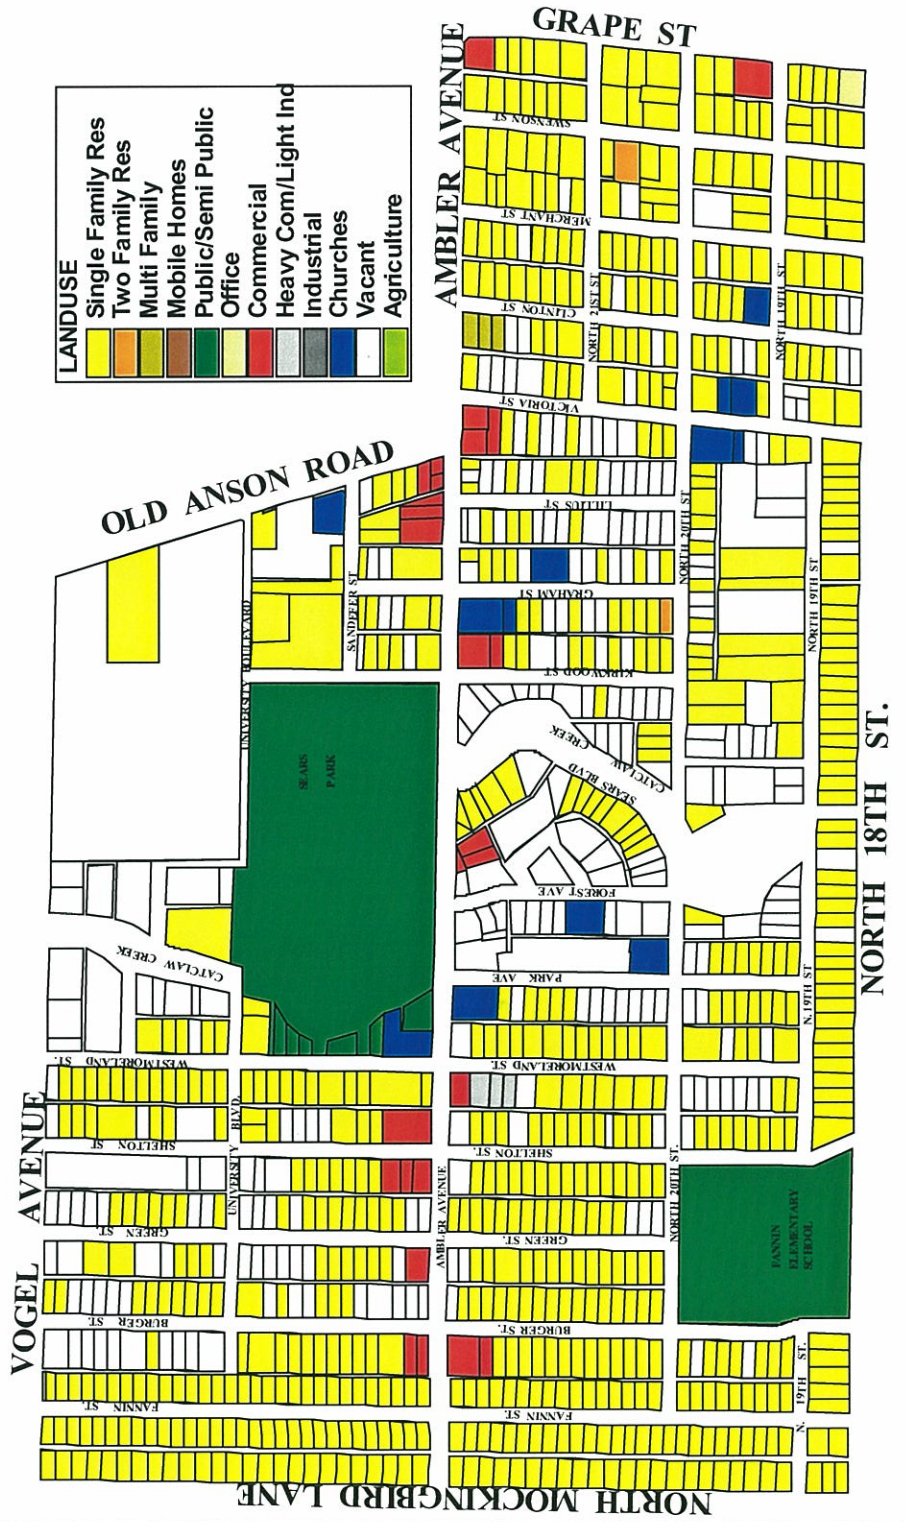 GRAPE ST
AMBLER AVENUE
SWENSON ST
MERCHANT ST
CLINTON ST
VICTORIA ST
NORTH 21ST ST
NORTH 19TH ST
LANDUSE
Single Family Res
Two Family Res
Multi Family
Mobile Homes
Public/Semi Public
Office
Commercial
Heavy Com/Light Ind
Industrial
Churches
Vacant
Agriculture
OLD ANSON ROAD
LILLIUS ST
NORTH 20TH ST
GRAHAM ST
SANDEFER ST
NORTH 19TH ST
UNIVERSITY BOULEVARD
KIRKWOOD ST
SEARS
PARK
CATCLAW CREEK
SEARS BLVD
NORTH 18TH ST.
FOREST AVE
CATCLAW CREEK
PARK AVE
N. 19TH ST
WESTMORELAND ST.
WESTMORELAND ST.
VOGEL AVENUE
UNIVERSITY BLVD.
SHELTON ST
SHELTON ST.
AMBLER AVENUE
NORTH 20TH ST.
GREEN ST.
GREEN ST.
FANNIN
ELEMENTARY
SCHOOL
BURGER ST.
BURGER ST.
FANNIN ST.
FANNIN ST.
N. 19TH ST.
NORTH MOCKINGBIRD LANE